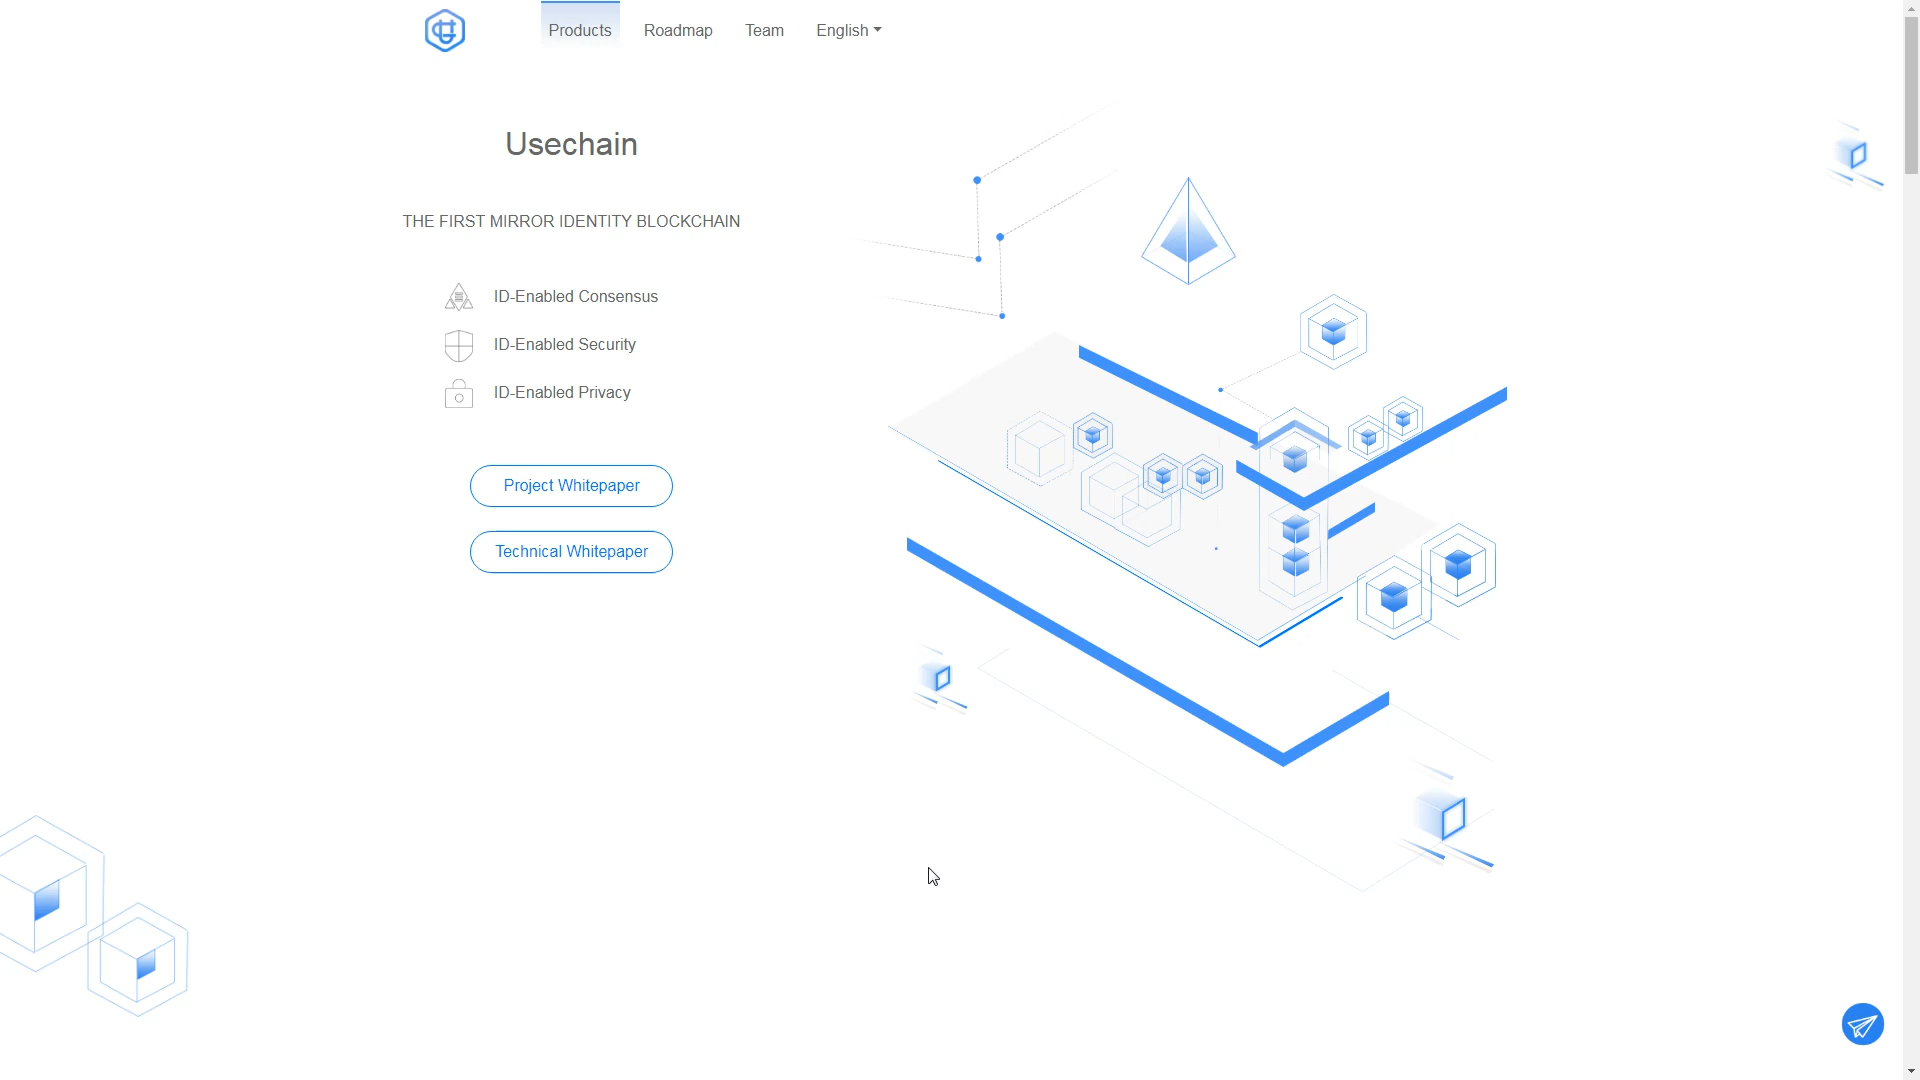 Products
Roadmap
Team
English
Usechain
THE FIRST MIRROR IDENTITY BLOCKCHAIN
ID-Enabled Consensus
ID-Enabled Security
ID-Enabled Privacy
Project Whitepaper
Technical Whitepaper